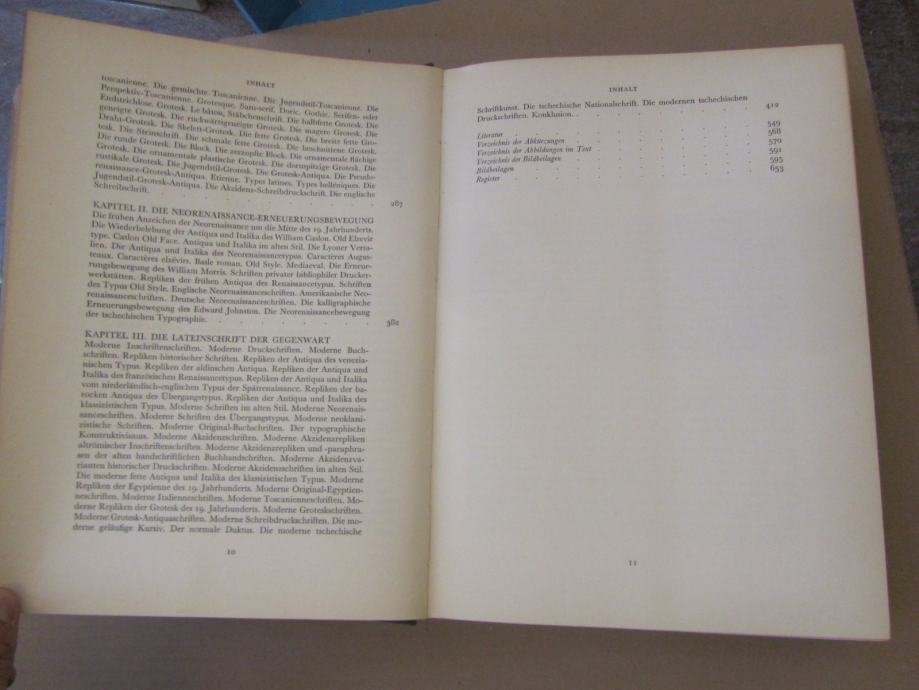 INHALT
toscanienne. Die gemischte Toscanienne. Die Jugendstil-Toscanienne. Die
Perspektiv-Toscanienne. Grotesque, Sans-serif, Doric, Gothic, Serifen- oder
Endstrichlose. Grotesk. Le bâton, Stäbchenschrift. Die halbfette Grotesk. Die
geneigte Grotesk. Die rückwärtsgeneigte Grotesk. Die magere Grotesk. Die
Draht-Grotesk. Die Skelett-Grotesk. Die fette Grotesk. Die breite fette Gro-
tesk. Die Steinschrift. Die schmale fette Grotesk. Die beschnittene Grotesk.
Die runde Grotesk. Die Block. Die zerzopfte Block. Die ornamentale flächige
Grotesk. Die ornamentale plastische Grotesk. Die dornspitzige Grotesk. Die
rustikale Grotesk. Die Jugendstil-Grotesk. Die Grotesk-Antiqua. Die Pseudo-
renaissance-Grotesk-Antiqua. Etienne. Types latines. Types helléniques. Die
Jugendstil-Grotesk-Antiqua. Die Akzidenz-Schreibdruckschrift. Die englische
Schreibschrift. . . . . . . . . . 287
KAPITEL II. DIE NEORENAISSANCE-ERNEUERUNGSBEWEGUNG
Die frühen Anzeichen der Neorenaissance um die Mitte des 19. Jahrhunderts.
Die Wiederbelebung der Antiqua und Italika des William Caslon. Old Elzevir
type. Caslon Old Face. Antiqua und Italika im alten Stil. Die Lyoner Versa-
lien. Die Antiqua und Italika des Neorenaissancetypus. Caractères Augus-
teaux. Caractères elzévirs. Basle roman. Old Style. Mediaeval. Die Erneue-
rungsbewegung des William Morris. Schriften privater bibliophiler Drucker-
werkstätten. Repliken der frühen Antiqua des Renaissancetypus. Schriften
des Typus Old Style. Englische Neorenaissanceschriften. Amerikanische Neo-
renaissanceschriften. Deutsche Neorenaissanceschriften. Die kalligraphische
Erneuerungsbewegung des Edward Johnston. Die Neorenaissancebewegung
der tschechischen Typographie. . . . . . . . 382
KAPITEL III. DIE LATEINSCHRIFT DER GEGENWART
Moderne Inschriftenschriften. Moderne Druckschriften. Moderne Buch-
schriften. Repliken historischer Schriften. Repliken der Antiqua des venezia-
nischen Typus. Repliken der aldinischen Antiqua. Repliken der Antiqua und
Italika des französischen Renaissancetypus. Repliken der Antiqua und Italika
vom niederländisch-englischen Typus der Spätrenaissance. Repliken der ba-
rocken Antiqua des Übergangstypus. Repliken der Antiqua und Italika des
klassizistischen Typus. Moderne Schriften im alten Stil. Moderne Neorenais-
sanceschriften. Moderne Schriften des Übergangstypus. Moderne neoklassi-
zistische Schriften. Moderne Original-Buchschriften. Der typographische
Konstruktivismus. Moderne Akzidenzschriften. Moderne Akzidenzrepliken
altrömischer Inschriftenschriften. Moderne Akzidenzrepliken und -paraphra-
sen der alten handschriftlichen Buchhandschriften. Moderne Akzidenzva-
rianten historischer Druckschriften. Moderne Akzidenzschriften im alten Stil.
Die moderne fette Antiqua und Italika des klassizistischen Typus. Moderne
Repliken der Egyptienne des 19. Jahrhunderts. Moderne Original-Egyptien-
neschriften. Moderne Italienneschriften. Moderne Toscanienneschriften. Mo-
derne Repliken der Grotesk des 19. Jahrhunderts. Moderne Groteskschriften.
Moderne Grotesk-Antiquaschriften. Moderne Schreibdruckschriften. Die mo-
derne geläufige Kursiv. Der normale Duktus. Die moderne tschechische
10
INHALT
Schriftkunst. Die tschechische Nationalschrift. Die modernen tschechischen
Druckschriften. Konklusion. . . . . . . . . 412
Literatur . . . . . . . . . 549
Verzeichnis der Abkürzungen . . . . . . . 568
Verzeichnis der Abbildungen im Text . . . . . . 570
Verzeichnis der Bildbeilagen . . . . . . . 591
Bildbeilagen . . . . . . . . . 595
Register . . . . . . . . . 653
11